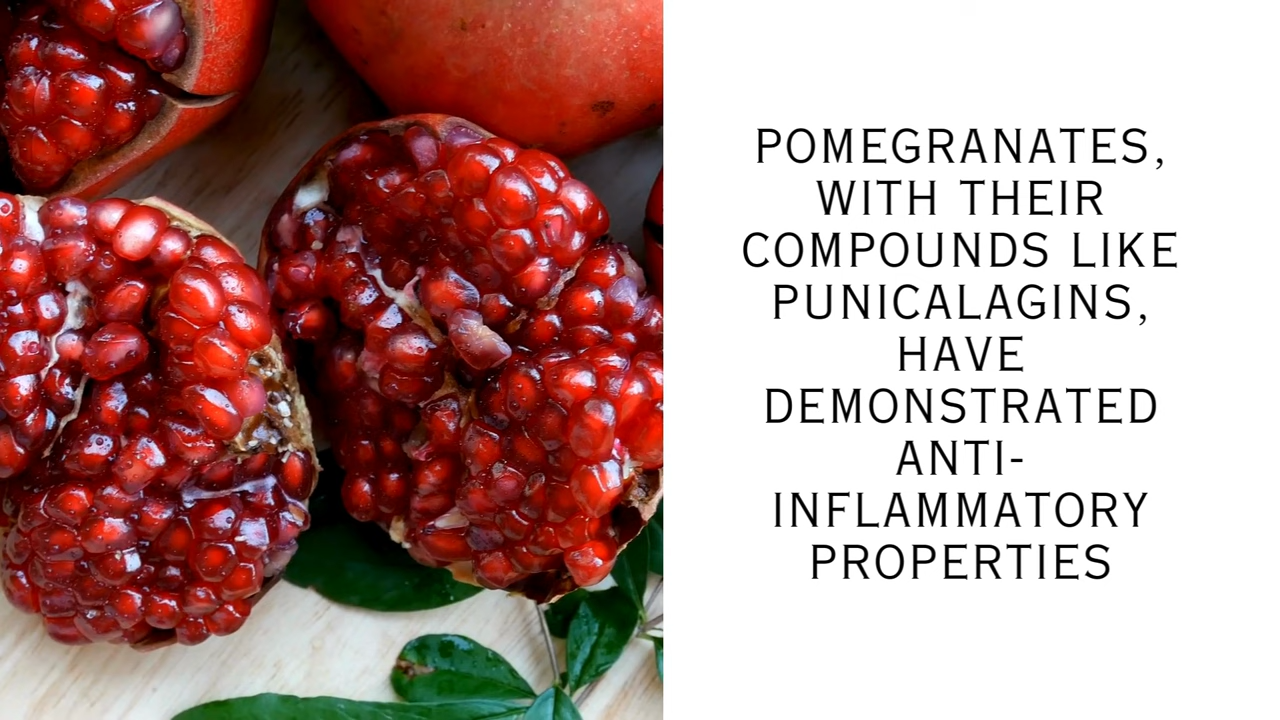 POMEGRANATES,
WITH THEIR
COMPOUNDS LIKE
PUNICALAGINS,
HAVE
DEMONSTRATED
ANTI-
INFLAMMATORY
PROPERTIES